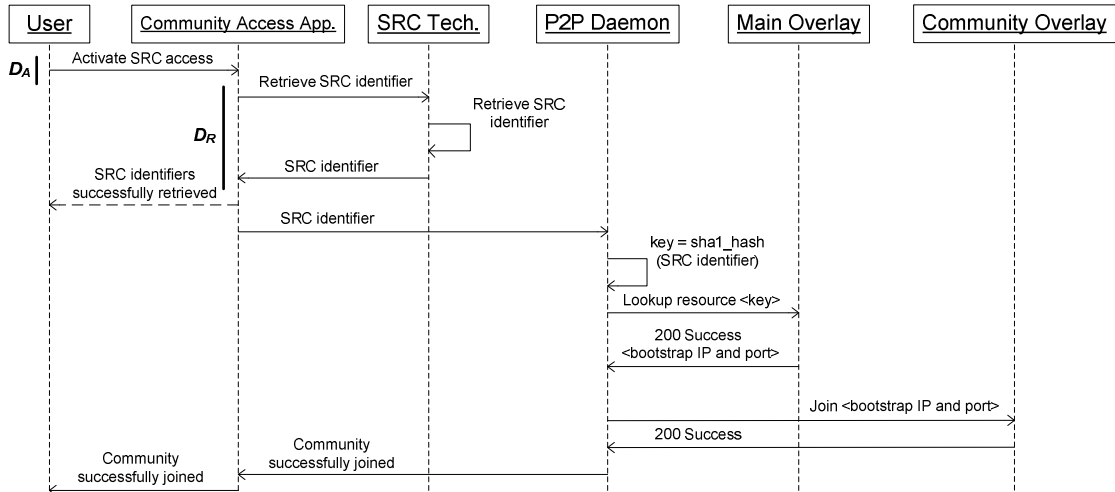 User
Community Access App.
SRC Tech.
P2P Daemon
Main Overlay
Community Overlay
Activate SRC access
DA
Retrieve SRC identifier
Retrieve SRC
identifier
DR
SRC identifier
SRC identifiers
successfully retrieved
SRC identifier
key = sha1_hash
(SRC identifier)
Lookup resource <key>
200 Success
<bootstrap IP and port>
Join <bootstrap IP and port>
200 Success
Community
successfully joined
Community
successfully joined